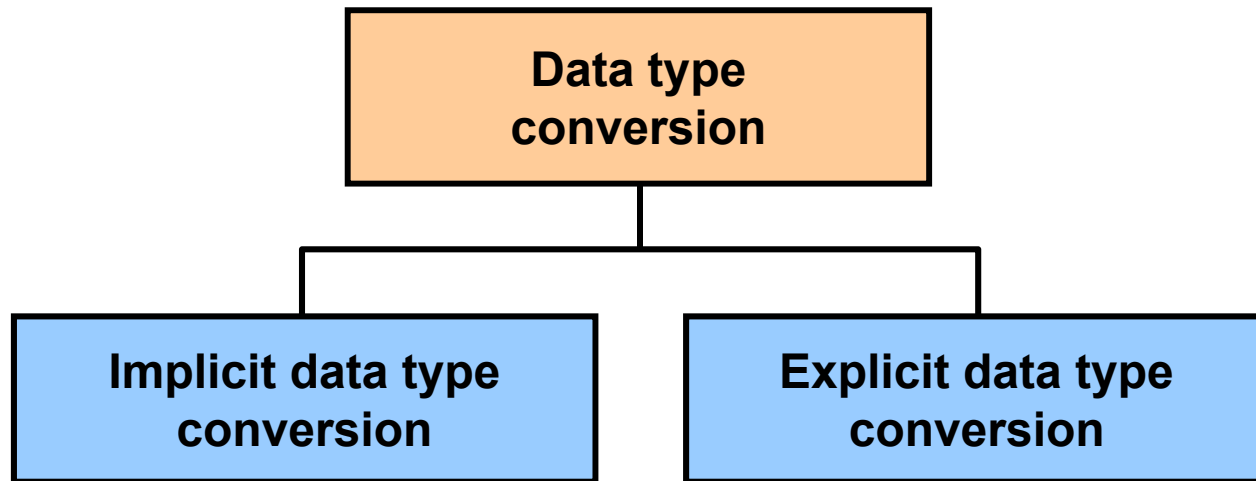 Data type
conversion
Implicit data type
conversion
Explicit data type
conversion